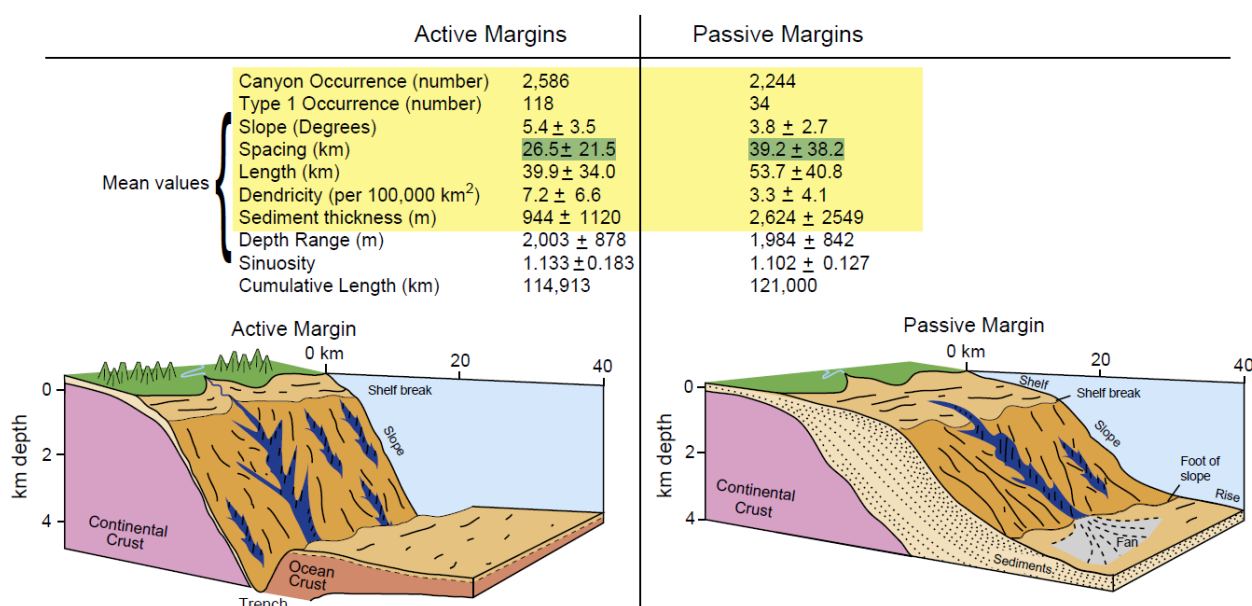 Active Margins Passive Margins
Canyon Occurrence (number) 2,586 2,244
Type 1 Occurrence (number) 118 34
Slope (Degrees) 5.4 ± 3.5 3.8 ± 2.7
Spacing (km) 26.5 ± 21.5 39.2 ± 38.2
Length (km) 39.9 ± 34.0 53.7 ± 40.8
Mean values
Dendricity (per 100,000 km²) 7.2 ± 6.6 3.3 ± 4.1
Sediment thickness (m) 944 ± 1120 2,624 ± 2549
Depth Range (m) 2,003 ± 878 1,984 ± 842
Sinuosity 1.133 ± 0.183 1.102 ± 0.127
Cumulative Length (km) 114,913 121,000
Active Margin
0 km 20 40
0
2
4
km depth
Shelf break
Slope
Continental
Crust
Ocean
Crust
Trench
Passive Margin
0 km 20 40
0
2
4
km depth
Shelf
Shelf break
Slope
Foot of
slope
Rise
Continental
Crust
Fan
Sediments